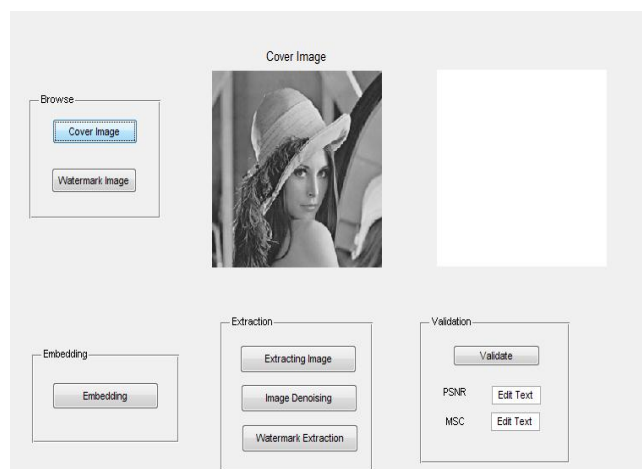 Cover Image
Browse
Cover Image
Watermark Image
Embedding
Embedding
Extraction
Extracting Image
Image Denoising
Watermark Extraction
Validation
Validate
PSNR Edit Text
MSC Edit Text